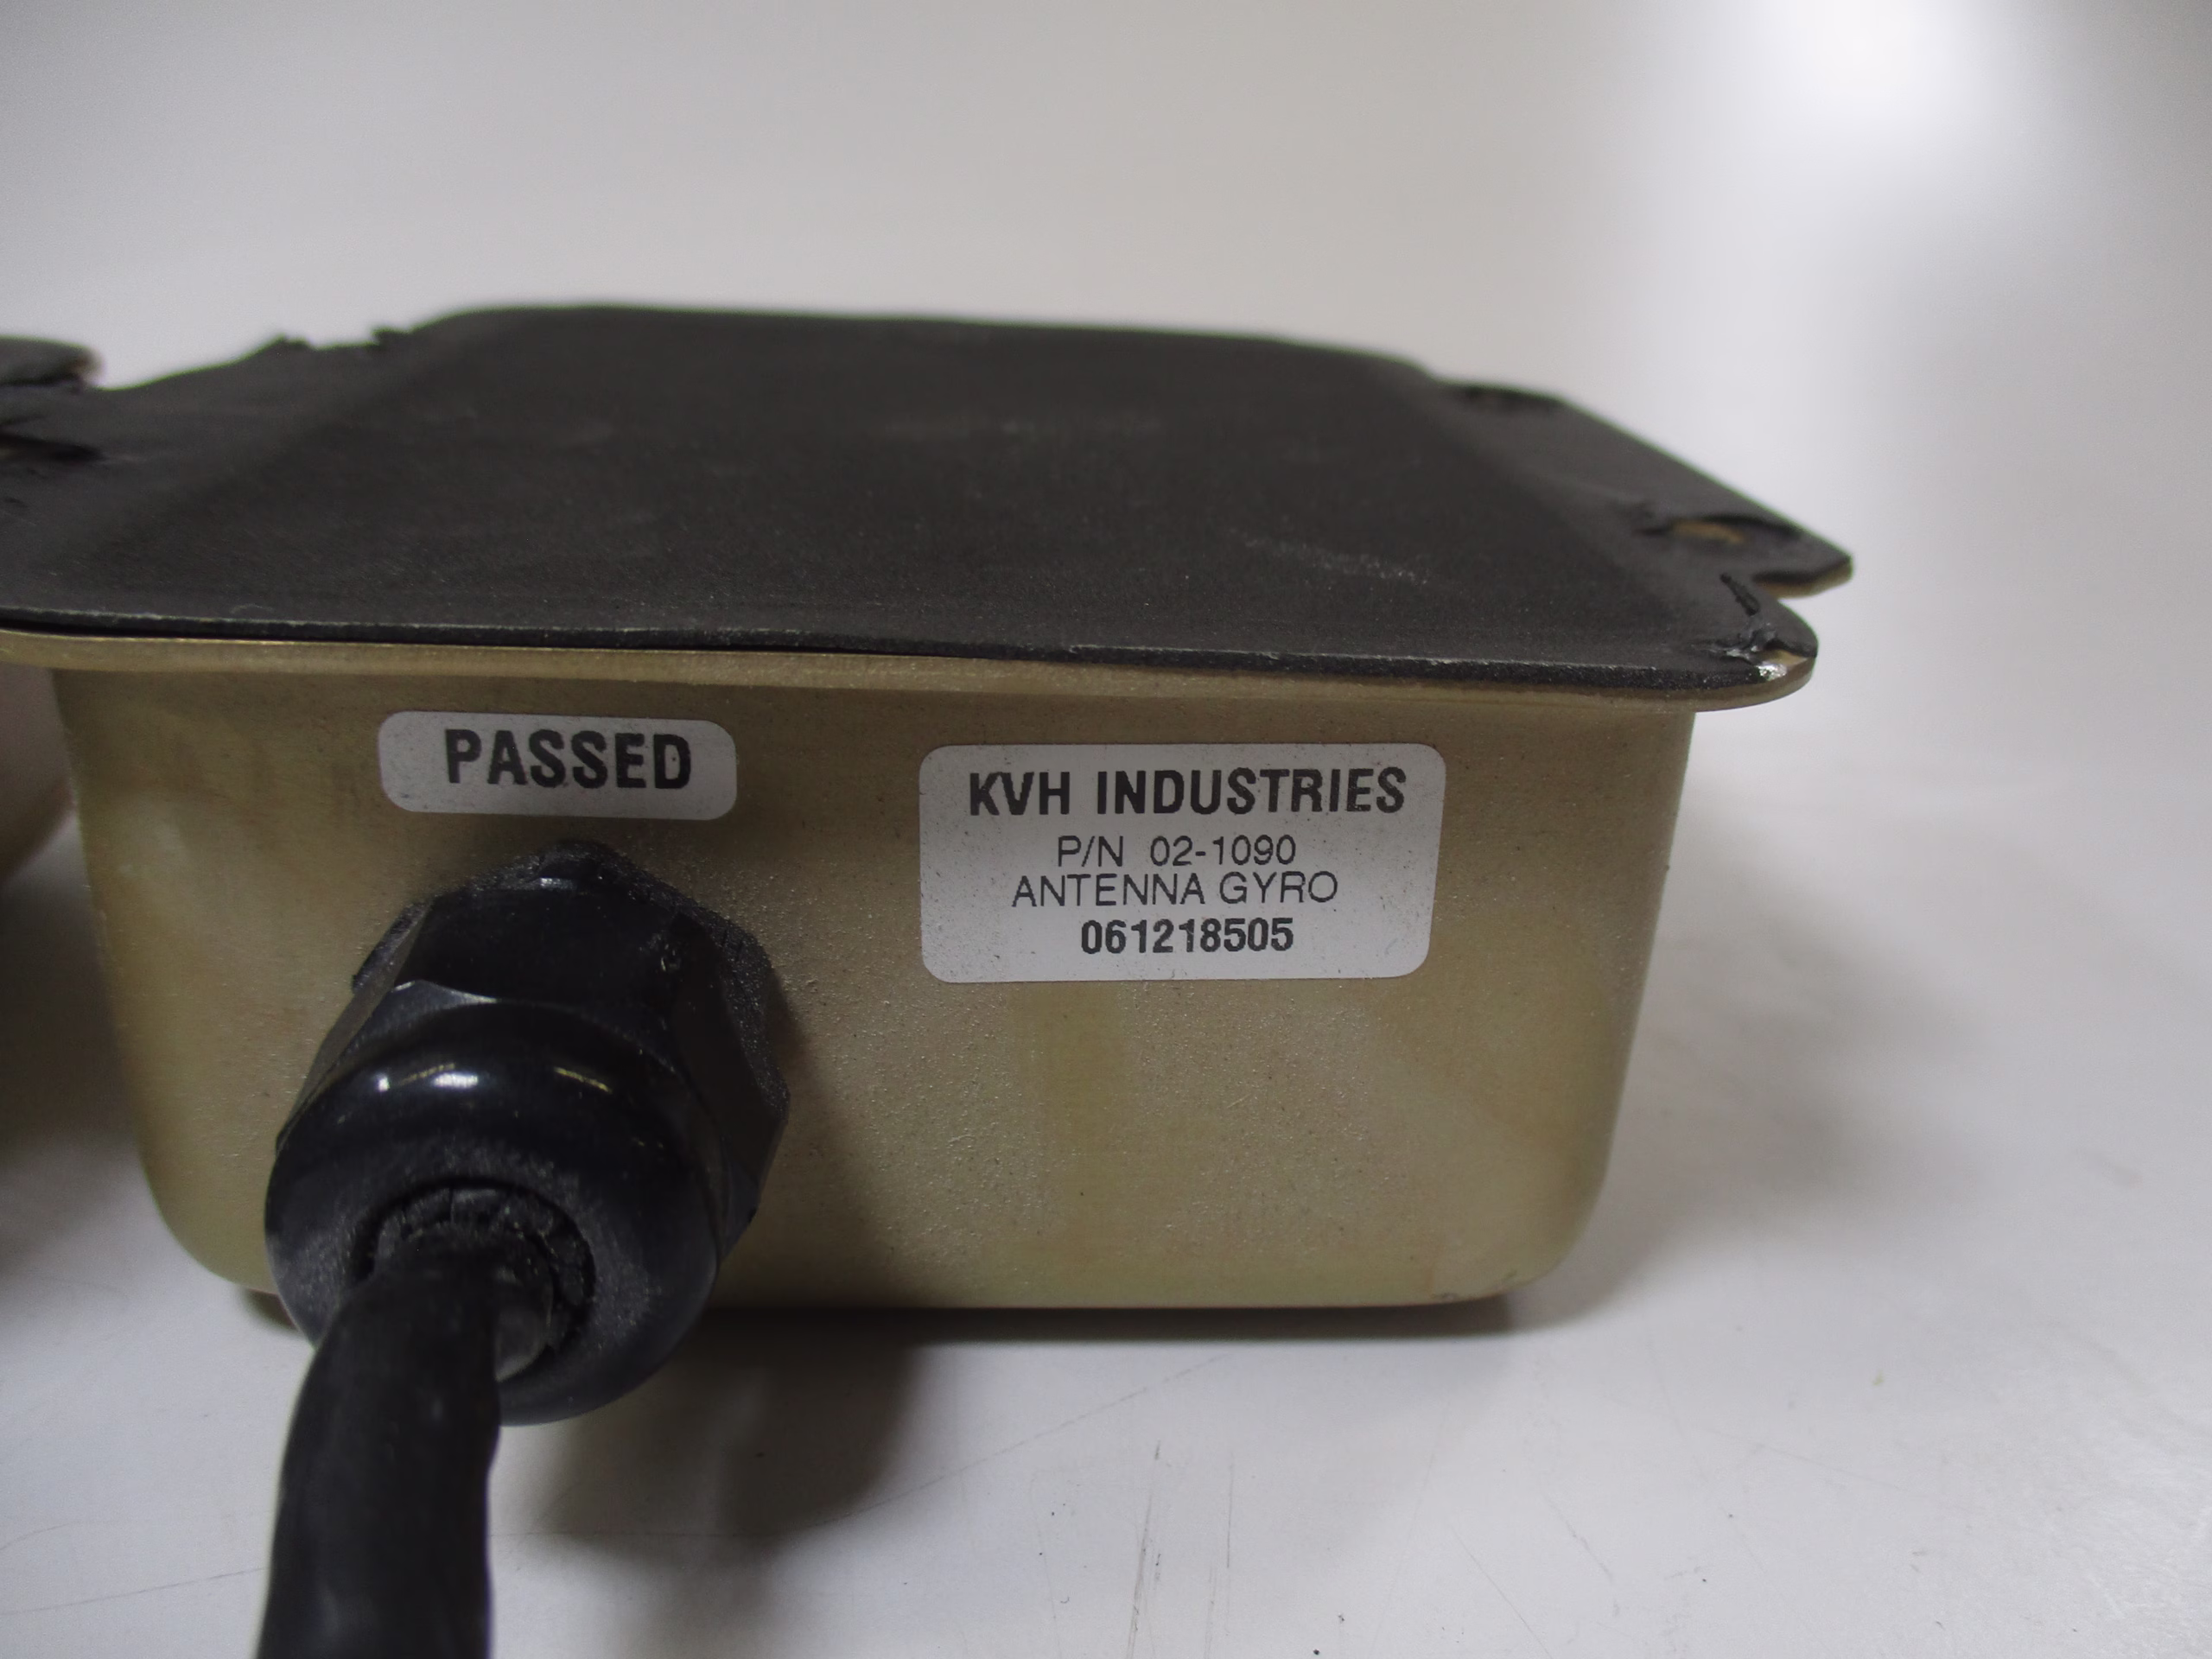 PASSED
KVH INDUSTRIES
P/N 02-1090
ANTENNA GYRO
061218505